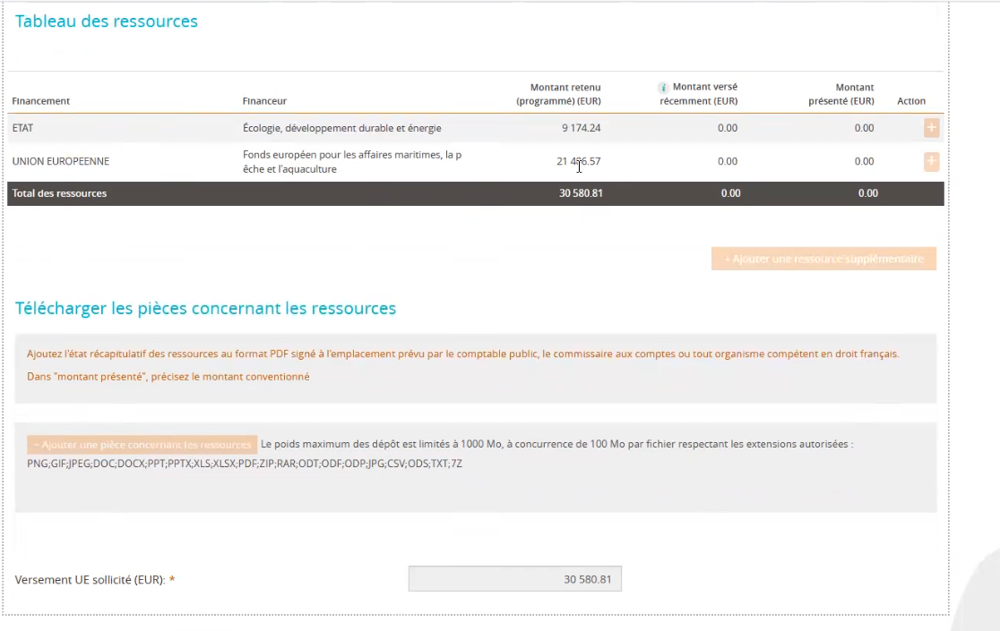 Tableau des ressources
Financement Financeur Montant retenu (programmé) (EUR) i Montant versé récemment (EUR) Montant présenté (EUR) Action
ETAT Écologie, développement durable et énergie 9 174.24 0.00 0.00 +
UNION EUROPEENNE Fonds européen pour les affaires maritimes, la p
êche et l'aquaculture 0.00 0.00 +
Total des ressources 30 580.81 0.00 0.00
+ Ajouter une ressource supplémentaire
Télécharger les pièces concernant les ressources
Ajoutez l'état récapitulatif des ressources au format PDF signé à l'emplacement prévu par le comptable public, le commissaire aux comptes ou tout organisme compétent en droit français.
Dans "montant présenté", précisez le montant conventionné
+ Ajouter une pièce concernant les ressources Le poids maximum des dépôt est limités à 1000 Mo, à concurrence de 100 Mo par fichier respectant les extensions autorisées :
PNG;GIF;JPEG;DOC;DOCX;PPT;PPTX;XLS;XLSX;PDF;ZIP;RAR;ODT;ODF;ODP;JPG;CSV;ODS;TXT;7Z
Versement UE sollicité (EUR): * 30 580.81